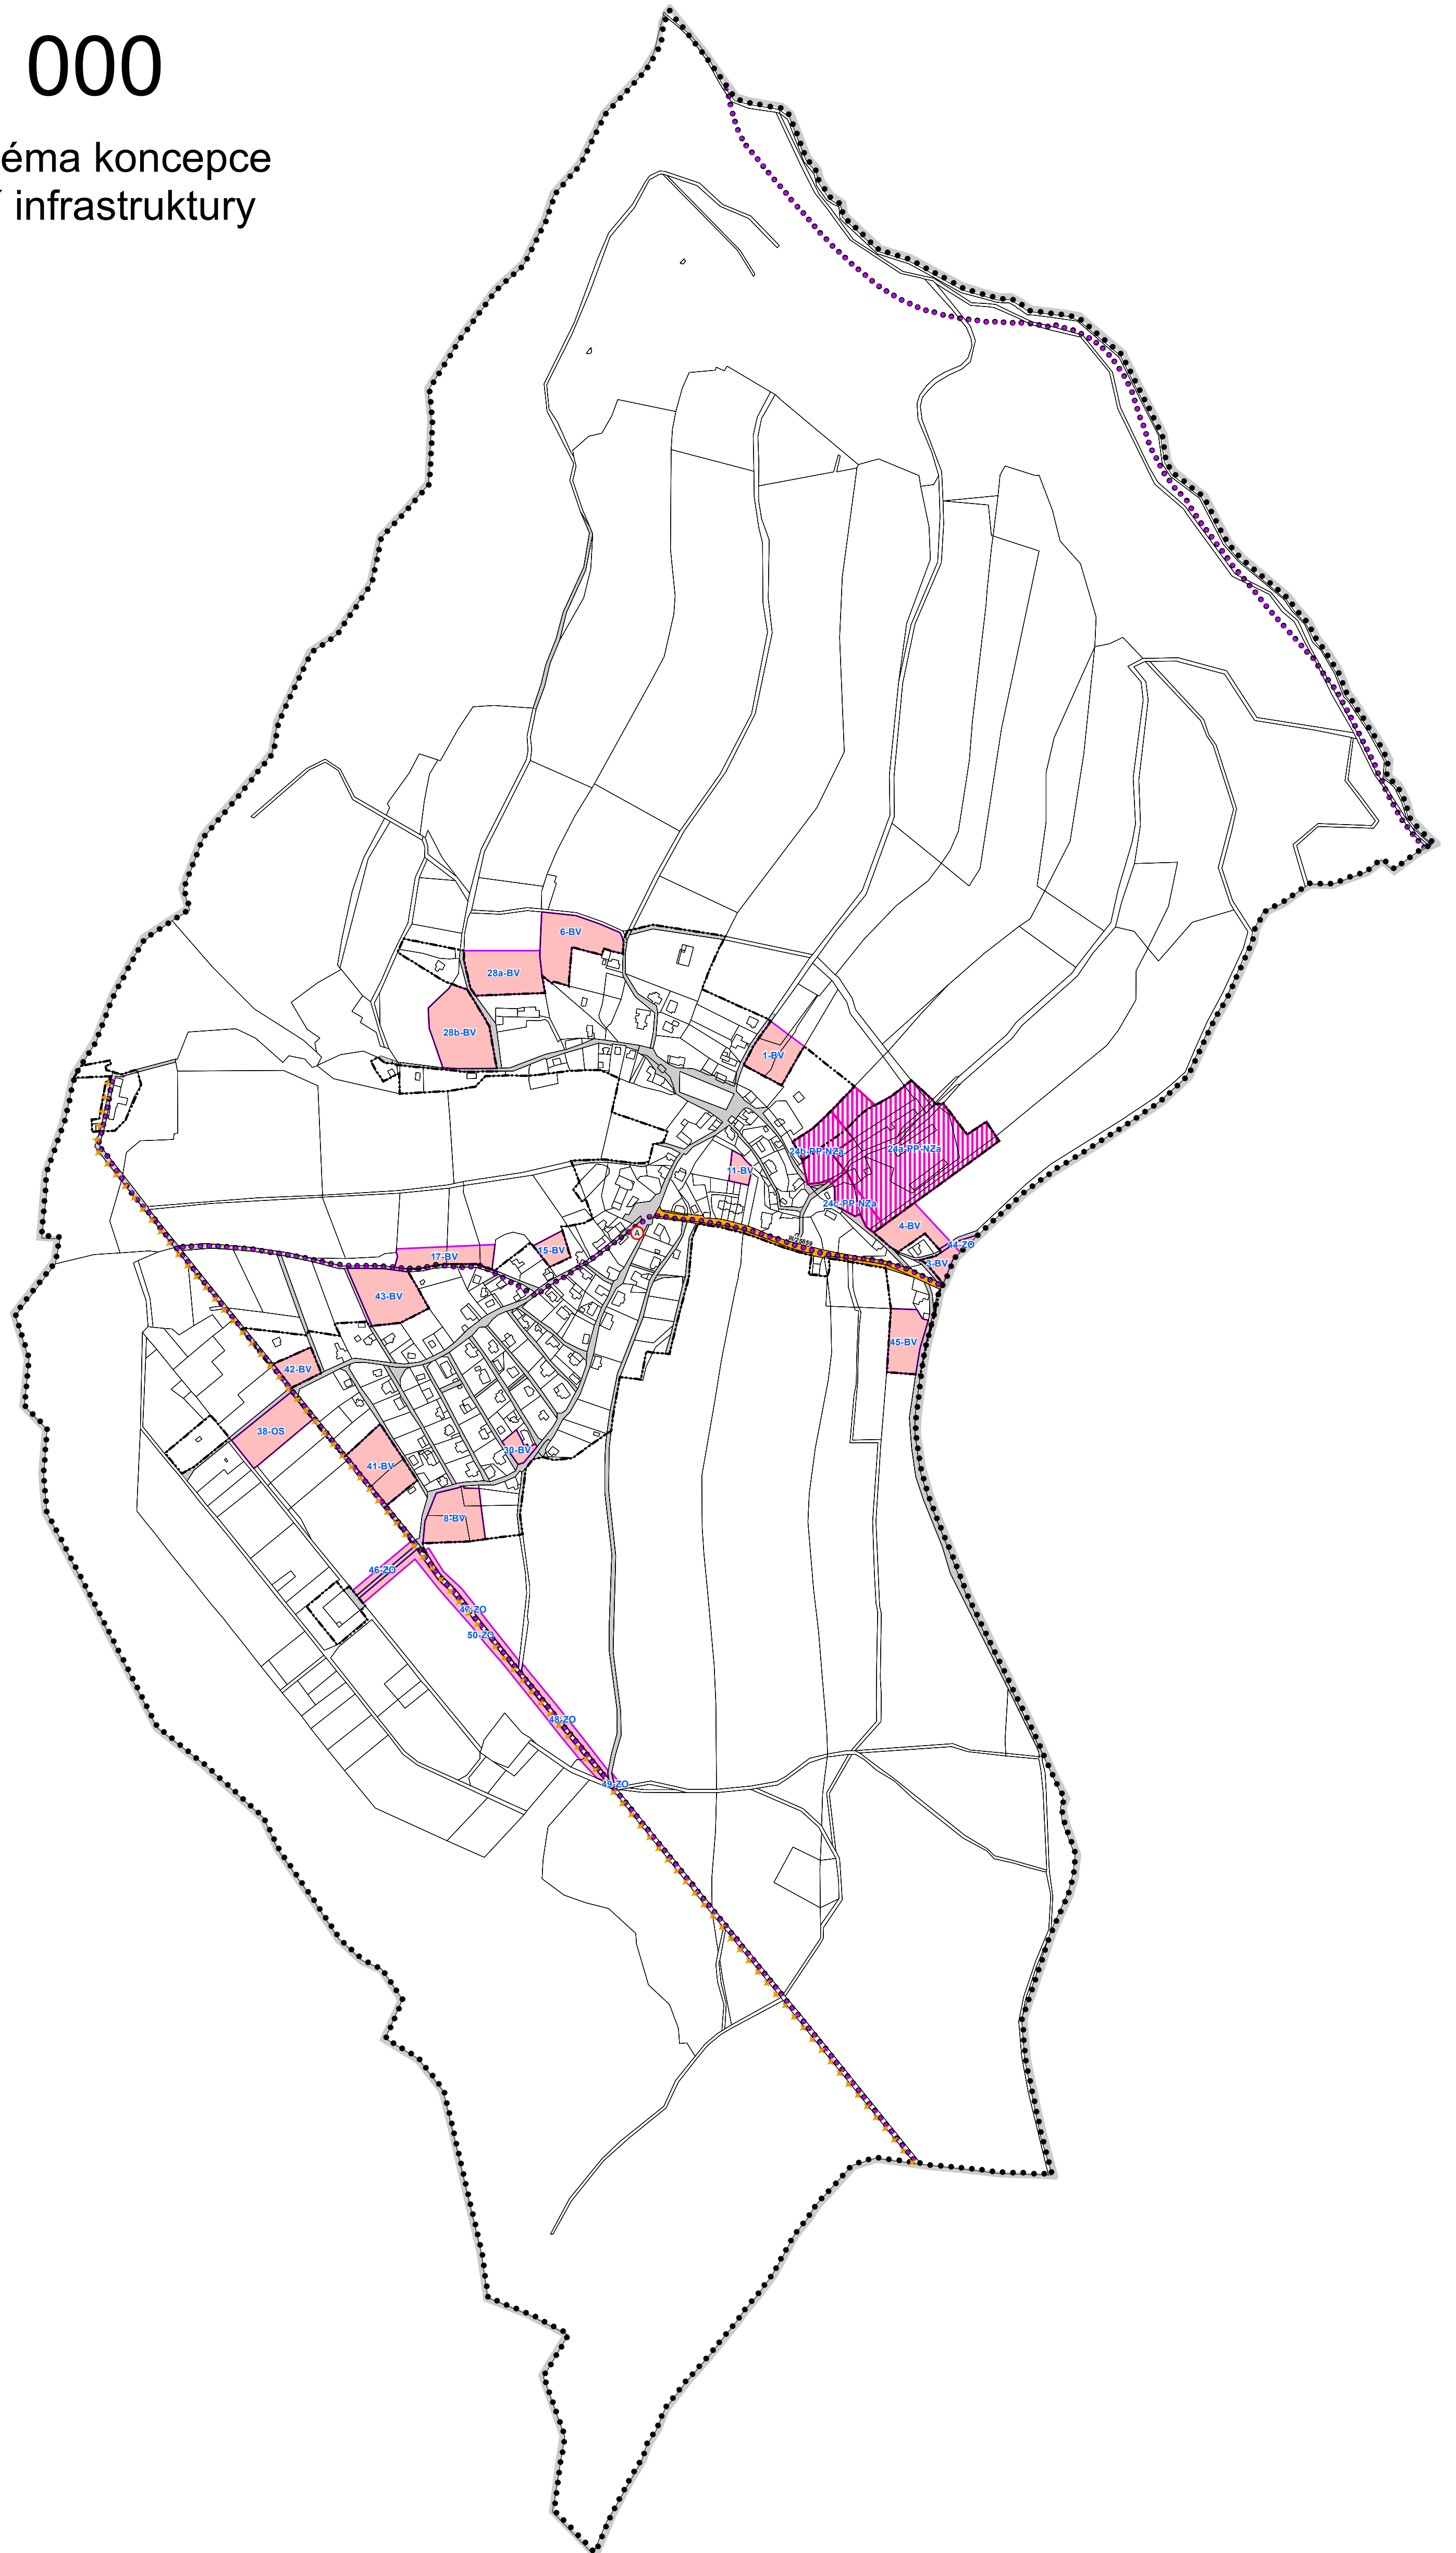 000
éma koncepce
infrastruktury
6-BV
28a-BV
28b-BV
1-BV
24b-PP-NZa
24a-PP-NZa
11-BV
24c-PP-NZa
4-BV
A
44-ZO
17-BV
15-BV
3-BV
43-BV
45-BV
42-BV
38-OS
30-BV
41-BV
8-BV
46-ZO
47-ZO
50-ZO
48-ZO
49-ZO